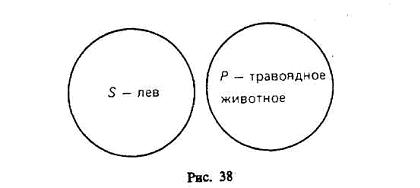 S — лев
P — травоядное
животное
Рис. 38